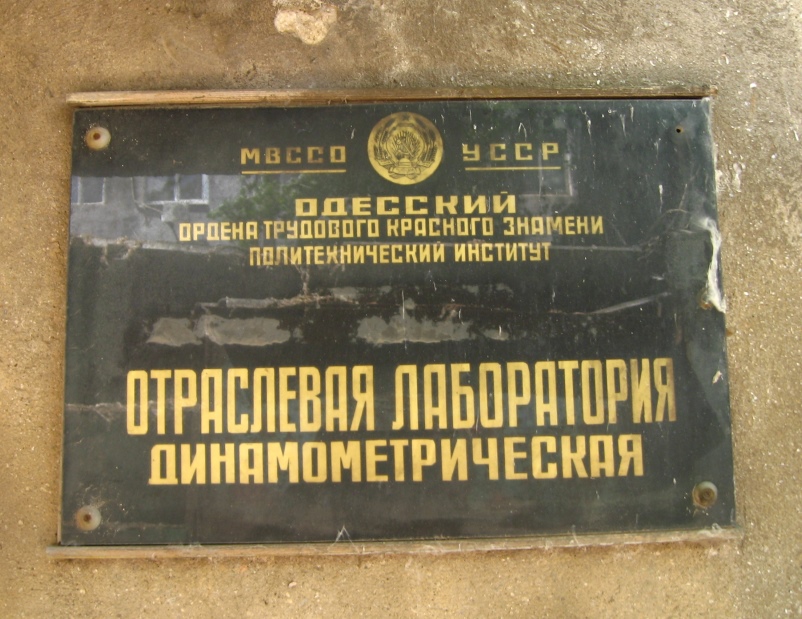 МВССО УССР
ОДЕССКИЙ
ОРДЕНА ТРУДОВОГО КРАСНОГО ЗНАМЕНИ
ПОЛИТЕХНИЧЕСКИЙ ИНСТИТУТ
ОТРАСЛЕВАЯ ЛАБОРАТОРИЯ
ДИНАМОМЕТРИЧЕСКАЯ